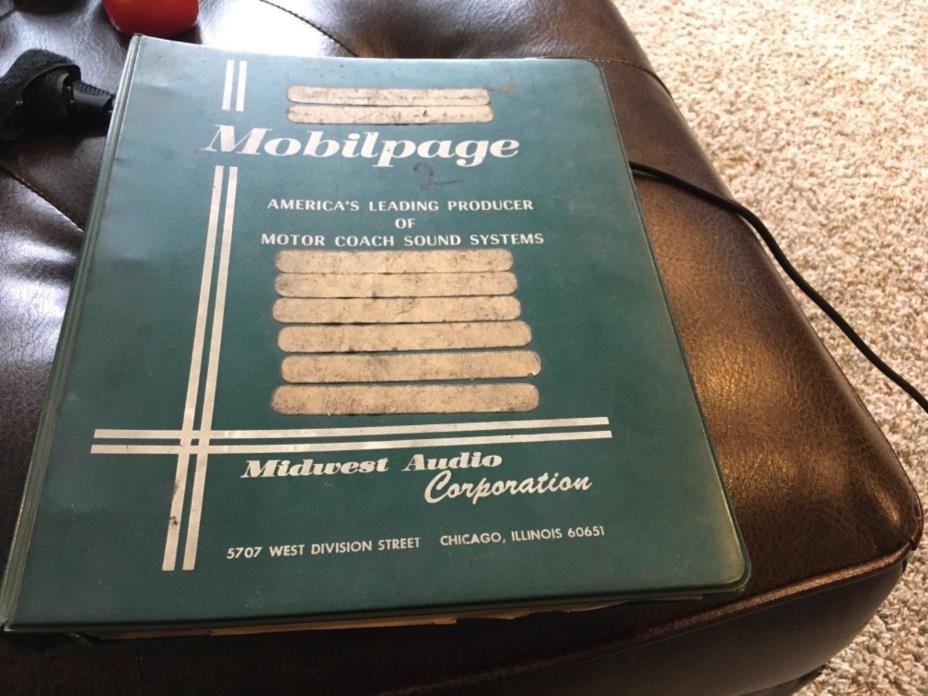 Mobilpage
2
AMERICA'S LEADING PRODUCER
OF
MOTOR COACH SOUND SYSTEMS
Midwest Audio
Corporation
5707 WEST DIVISION STREET CHICAGO, ILLINOIS 60651